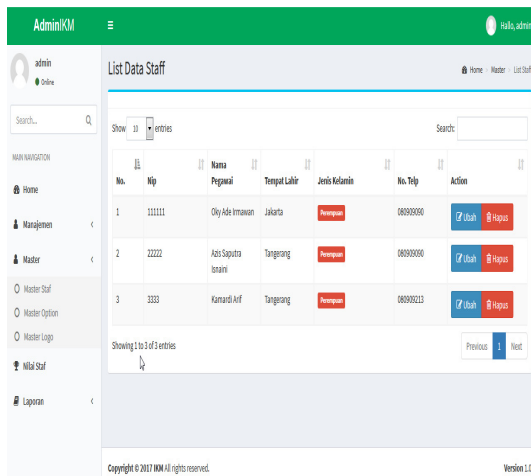 AdminIKM
Hallo, admin
admin
Online
Search...
MAIN NAVIGATION
Home
Manajemen
Master
Master Staf
Master Option
Master Logo
Nilai Staf
Laporan
List Data Staff
Home > Master > List Staff
Show 10 entries
Search:
No. Nip Nama Pegawai Tempat Lahir Jenis Kelamin No. Telp Action
1 111111 Oky Ade Irmawan Jakarta Perempuan 080909090 Ubah Hapus
2 22222 Azis Saputra Isnaini Tangerang Perempuan 080909090 Ubah Hapus
3 3333 Kamardi Arif Tangerang Perempuan 080909213 Ubah Hapus
Showing 1 to 3 of 3 entries
Previous 1 Next
Copyright © 2017 IKM All rights reserved.
Version 1.0